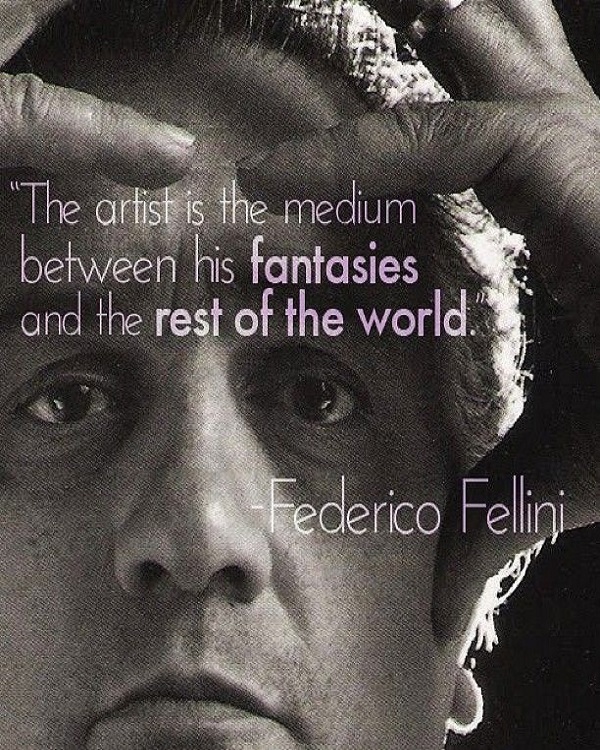 “The artist is the medium
between his fantasies
and the rest of the world.”
-Federico Fellini